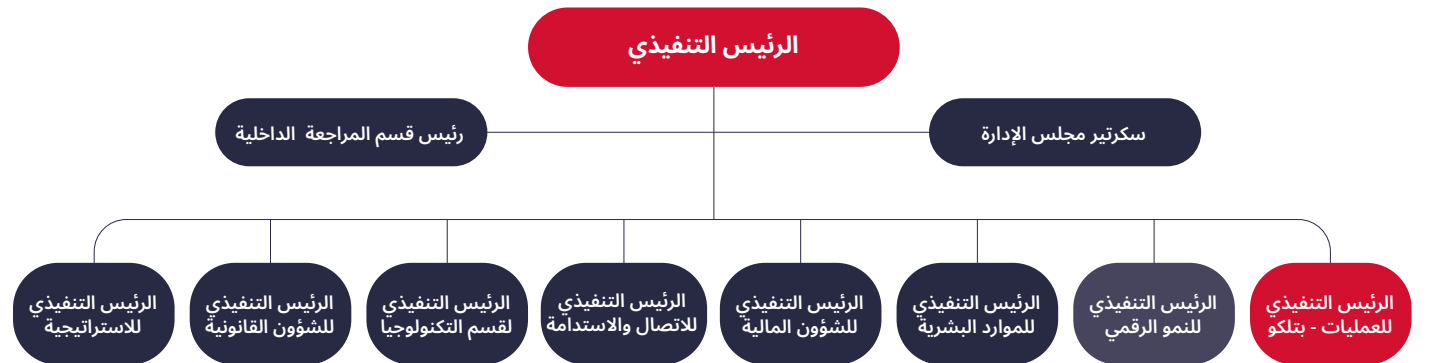 الرئيس التنفيذي
سكرتير مجلس الإدارة
رئيس قسم المراجعة الداخلية
الرئيس التنفيذي
للعمليات - بتلكو
الرئيس التنفيذي
للنمو الرقمي
الرئيس التنفيذي
للموارد البشرية
الرئيس التنفيذي
للشؤون المالية
الرئيس التنفيذي
للاتصال والاستدامة
الرئيس التنفيذي
لقسم التكنولوجيا
الرئيس التنفيذي
للشؤون القانونية
الرئيس التنفيذي
للاستراتيجية